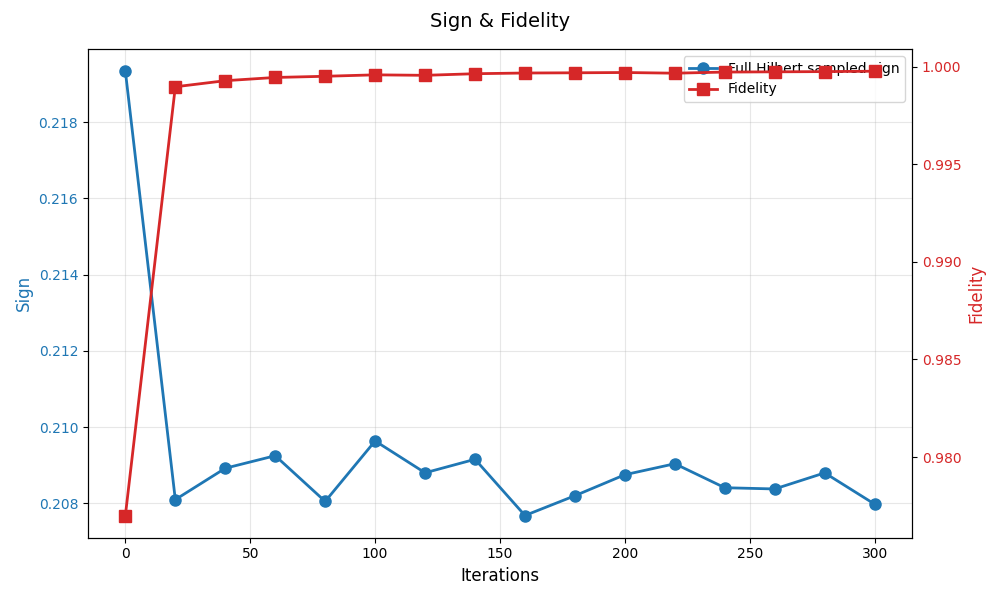 Sign & Fidelity
Full Hilbert sampled sign
Fidelity
Sign
0.218
0.216
0.214
0.212
0.210
0.208
1.000
0.995
0.990
0.985
0.980
Fidelity
0 50 100 150 200 250 300
Iterations